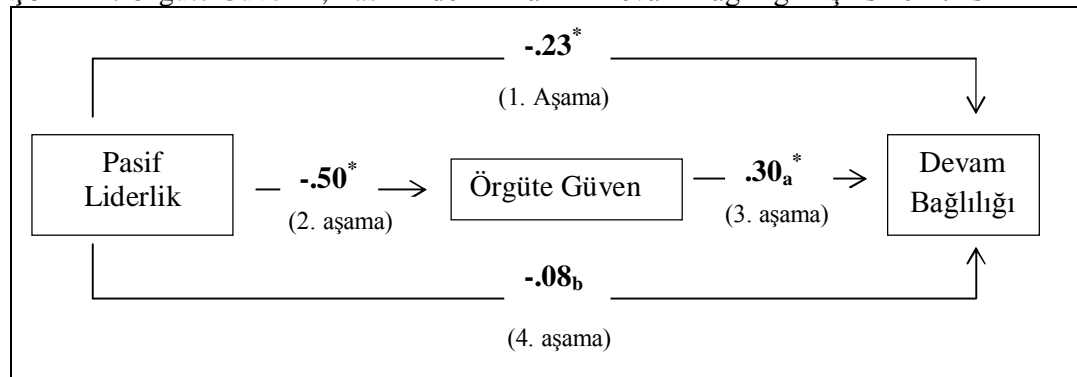 -.23*
(1. Aşama)
Pasif
Liderlik
-.50*
(2. aşama)
Örgüte Güven
.30a*
(3. aşama)
Devam
Bağlılığı
-.08b
(4. aşama)